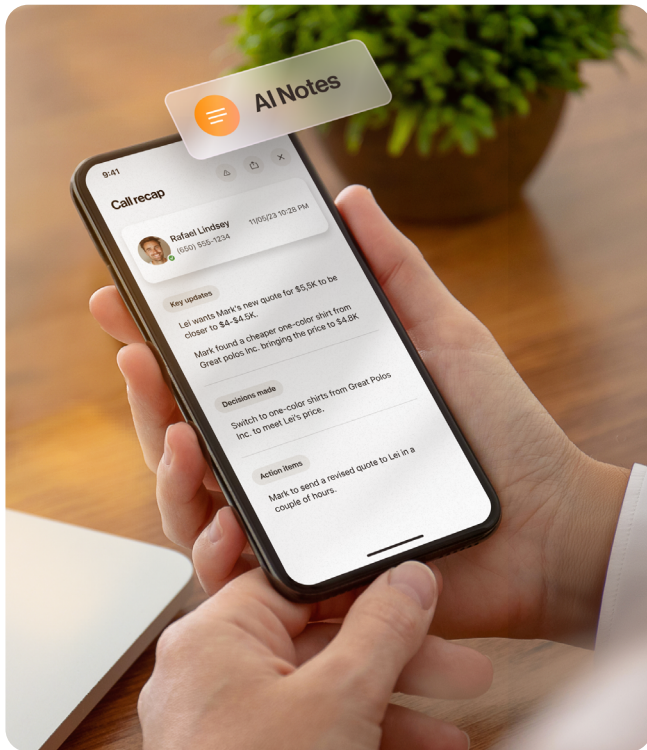 AI Notes
9:41
Call recap
Rafael Lindsey
(650) 555-1234
11/05/23 10:28 PM
Key updates
Lei wants Mark's new quote for $5,5K to be
closer to $4-$4.5K.
Mark found a cheaper one-color shirt from
Great polos Inc. bringing the price to $4.8K
Decisions made
Switch to one-color shirts from Great Polos
Inc. to meet Lei's price.
Action items
Mark to send a revised quote to Lei in a
couple of hours.